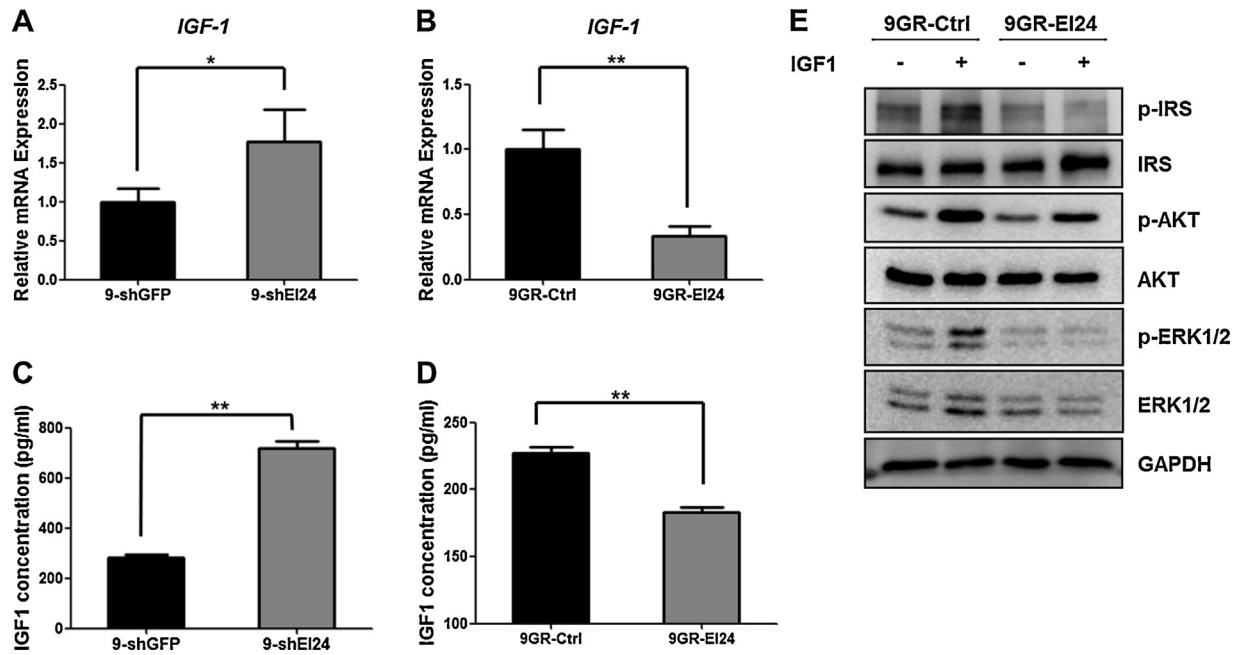 A
IGF-1
*
Relative mRNA Expression
2.5
2.0
1.5
1.0
0.5
0.0
9-shGFP
9-shEI24
B
IGF-1
**
Relative mRNA Expression
1.5
1.0
0.5
0.0
9GR-Ctrl
9GR-EI24
C
**
IGF1 concentration (pg/ml)
800
600
400
200
0
9-shGFP
9-shEI24
D
**
IGF1 concentration (pg/ml)
250
200
150
100
9GR-Ctrl
9GR-EI24
E
9GR-Ctrl 9GR-EI24
IGF1 - + - +
p-IRS
IRS
p-AKT
AKT
p-ERK1/2
ERK1/2
GAPDH